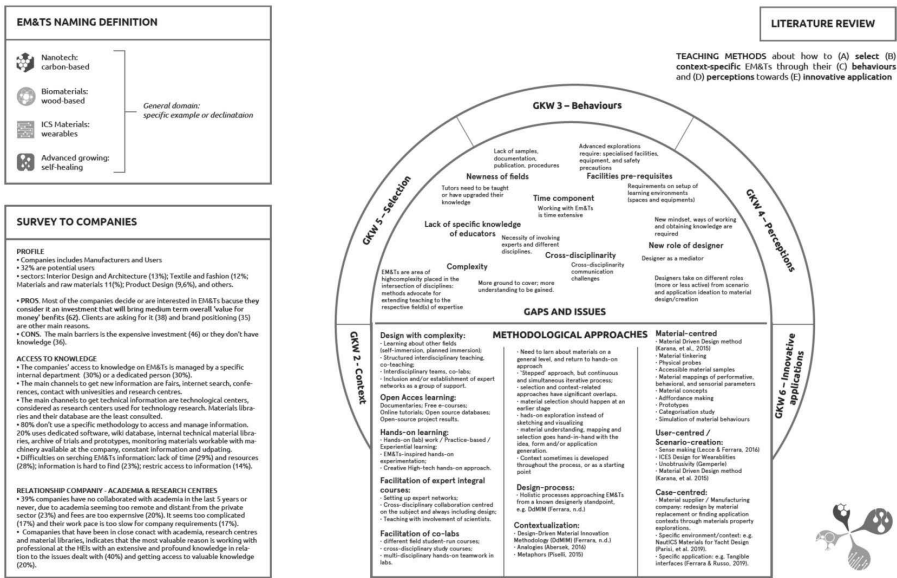 EM&TS NAMING DEFINITION
Nanotech:
carbon-based
Biomaterials:
wood-based
ICS Materials:
wearables
Advanced growing:
self-healing
General domain:
specific example or declinataion
SURVEY TO COMPANIES
PROFILE
• Companies includes Manufacturers and Users
• 32% are potential users
• sectors: Interior Design and Architecture (13%); Textile and fashion (12%;
Materials and raw materials 11(%); Product Design (9,6%), and others.
• PROS. Most of the companies decide or are interested in EM&TS bacuse they
consider it an investment that will bring medium term overall 'value for
money' benfits (62). Clients are asking for it (38) and brand positioning (35)
are other main reasons.
• CONS. The main barriers is the expensive investment (46) or they don't have
knowledge (36).
ACCESS TO KNOWLEDGE
• The companies' access to knowledge on EM&TS is managed by a specific
internal department (30%) or a dedicated person (30%).
• The main channels to get new information are fairs, internet search, confe-
rences, contact with univesities and research centres.
• The main channels to get information are technological centers,
considered as research centers used for technology research. Materials libra-
ries and their database are the least consulted.
• 80% don't use a specific methodology to access and manage information.
20% uses dedicated software, wiki database, internal technical material libra-
ries, archive of trials and prototypes, monitoring materials workable with ma-
chinery available at the company, constant information and udpating.
• Difficulties on serching EM&TS information: lack of time (29%) and resources
(28%); information is hard to find (23%); restric access to information (14%).
RELATIONSHIP COMPANY - ACADEMIA & RESEARCH CENTRES
• 39% companies have no collaborated with academia in the last 5 years or
never, due to academia seeming too remote and distant from the private
sector (23%) and fees are too expensive (20%). It seems too complicated
(17%) and their work pace is too slow for company requirements (17%).
• Companies that have been in close conact with academia, research centres
and material libraries, indicates that the most valuable reason is working with
professional at the HEIs with an extensive and profound knowledge in rela-
tion to the issues dealt with (40%) and getting access to valuable knowledge
(20%).
LITERATURE REVIEW
TEACHING METHODS about how to (A) select (B)
context-specific EM&Ts through their (C) behaviours
and (D) perceptions towards (E) innovative application
GKW 3 – Behaviours
GKW 5 – Selection
GKW 4 – Perceptions
GKW 2 - Context
GKW 6 – Innovative
applications
Lack of samples,
documentation,
publication, procedures
Newness of fields
Advanced explorations
require: specialised facilities,
equipment, and safety
precautions
Facilities pre-requisites
Requirements on setup of
learning environments
(spaces and equipments)
Tutors need to be taught
or have upgraded their
knowledge
Lack of specific knowledge
of educators
Time component
Working with Em&Ts
is time extensive
Necessity of involving
experts and different
disciplines.
Cross-disciplinarity
Cross-disciplinarity
communication
challenges
New mindset, ways of working
and obtaining knowledge are
required
New role of designer
Designer as a mediator
Designers take on different roles
(more or less active) from scenario
and application ideation to material
design/creation
Complexity
EM&Ts are area of
highcomplexity placed in the
intersection of disciplines:
methods advocate for
extending teaching to the
respective field(s) of expertise
More ground to cover; more
understanding to be gained.
GAPS AND ISSUES
METHODOLOGICAL APPROACHES
Design with complexity:
• Learning about other fields
(self-immersion, planned immersion);
• Structured interdisciplinary teaching,
co-teaching;
• Interdisciplinary teams, co-labs;
• Inclusion and/or establishment of expert
networks as a group of support.
Open Acces learning:
Documentaries; Free e-courses;
Online tutorials; Open source databases;
Open-source project results.
Hands-on learning:
• Hands-on (lab) work / Practice-based /
Experiential learning;
• EM&Ts-inspired hands-on
experimentation;
• Creative High-tech hands-on approach.
Facilitation of expert integral
courses:
• Setting up expert networks;
• Cross-disciplinary collaboration centred
on the subject and always including design;
• Teaching with involvement of scientists.
Facilitation of co-labs
• different field student-run courses;
• cross-disciplinary study courses;
• multi-disciplinary hands-on teamwork in
labs.
• Need to larn about materials on a
general level, and return to hands-on
approach
• 'Stepped' approach, but continuous
and simultaneous iterative process;
• selection and context-related
approaches have significant overlaps.
• material selection should happen at an
earlier stage
• hads-on exploration instead of
sketching and visualizing
• material understanding, mapping and
selection goes hand-in-hand with the
idea, form and/or application
generation.
• Context sometimes is developed
throughout the process, or as a starting
point
Design-process:
• Holistic processes approaching EM&Ts
from a known designerly standpoint,
e.g. DdMIM (Ferrara, n.d.)
Contextualization:
• Design-Driven Material Innovation
Methodology (DdMIM) (Ferrara, n.d.)
• Analogies (Abersek, 2016)
• Metaphors (Piselli, 2015)
Material-centred
• Material Driven Design method
(Karana, et al., 2015)
• Material tinkering
• Physical probes
• Accessible material samples
• Material mappings of performative,
behavioral, and sensorial parameters
• Material concepts
• Adffordance making
• Prototypes
• Categorisation study
• Simulation of material behaviours
User-centred /
Scenario-creation:
• Sense making (Lecce & Ferrara, 2016)
• ICES Design for Wearablities
• Unobtrusivity (Gemperle)
• Material Driven Design method
(Karana, et al. 2015)
Case-centred:
• Material supplier / Manufacturing
company: redesign by material
replacement or finding application
contexts through materials property
explorations.
• Specific environment/context: e.g.
NautICS Materials for Yacht Design
(Parisi, et al. 2019).
• Specific application: e.g. Tangible
interfaces (Ferrara & Russo, 2019).